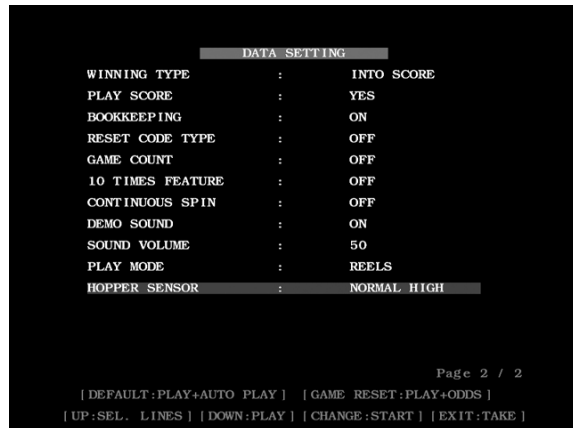 DATA SETTING
WINNING TYPE : INTO SCORE
PLAY SCORE : YES
BOOKKEEPING : ON
RESET CODE TYPE : OFF
GAME COUNT : OFF
10 TIMES FEATURE : OFF
CONTINUOUS SPIN : OFF
DEMO SOUND : ON
SOUND VOLUME : 50
PLAY MODE : REELS
HOPPER SENSOR : NORMAL HIGH
Page 2 / 2
[DEFAULT:PLAY+AUTO PLAY] [GAME RESET:PLAY+ODDS]
[UP:SEL. LINES] [DOWN:PLAY] [CHANGE:START] [EXIT:TAKE]